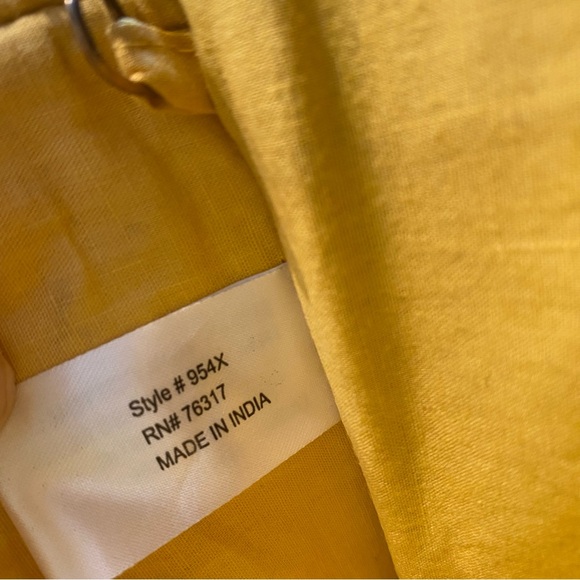 Style # 954X
RN# 76317
MADE IN INDIA